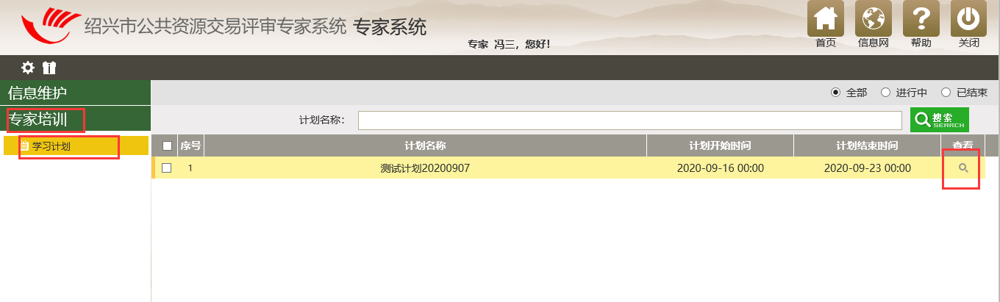 绍兴市公共资源交易评审专家系统 专家系统
专家 冯三，您好！
首页 信息网 帮助 关闭
信息维护
全部 进行中 已结束
专家培训
计划名称：
搜索
SEARCH
学习计划
序号 计划名称 计划开始时间 计划结束时间 查看
1 测试计划20200907 2020-09-16 00:00 2020-09-23 00:00